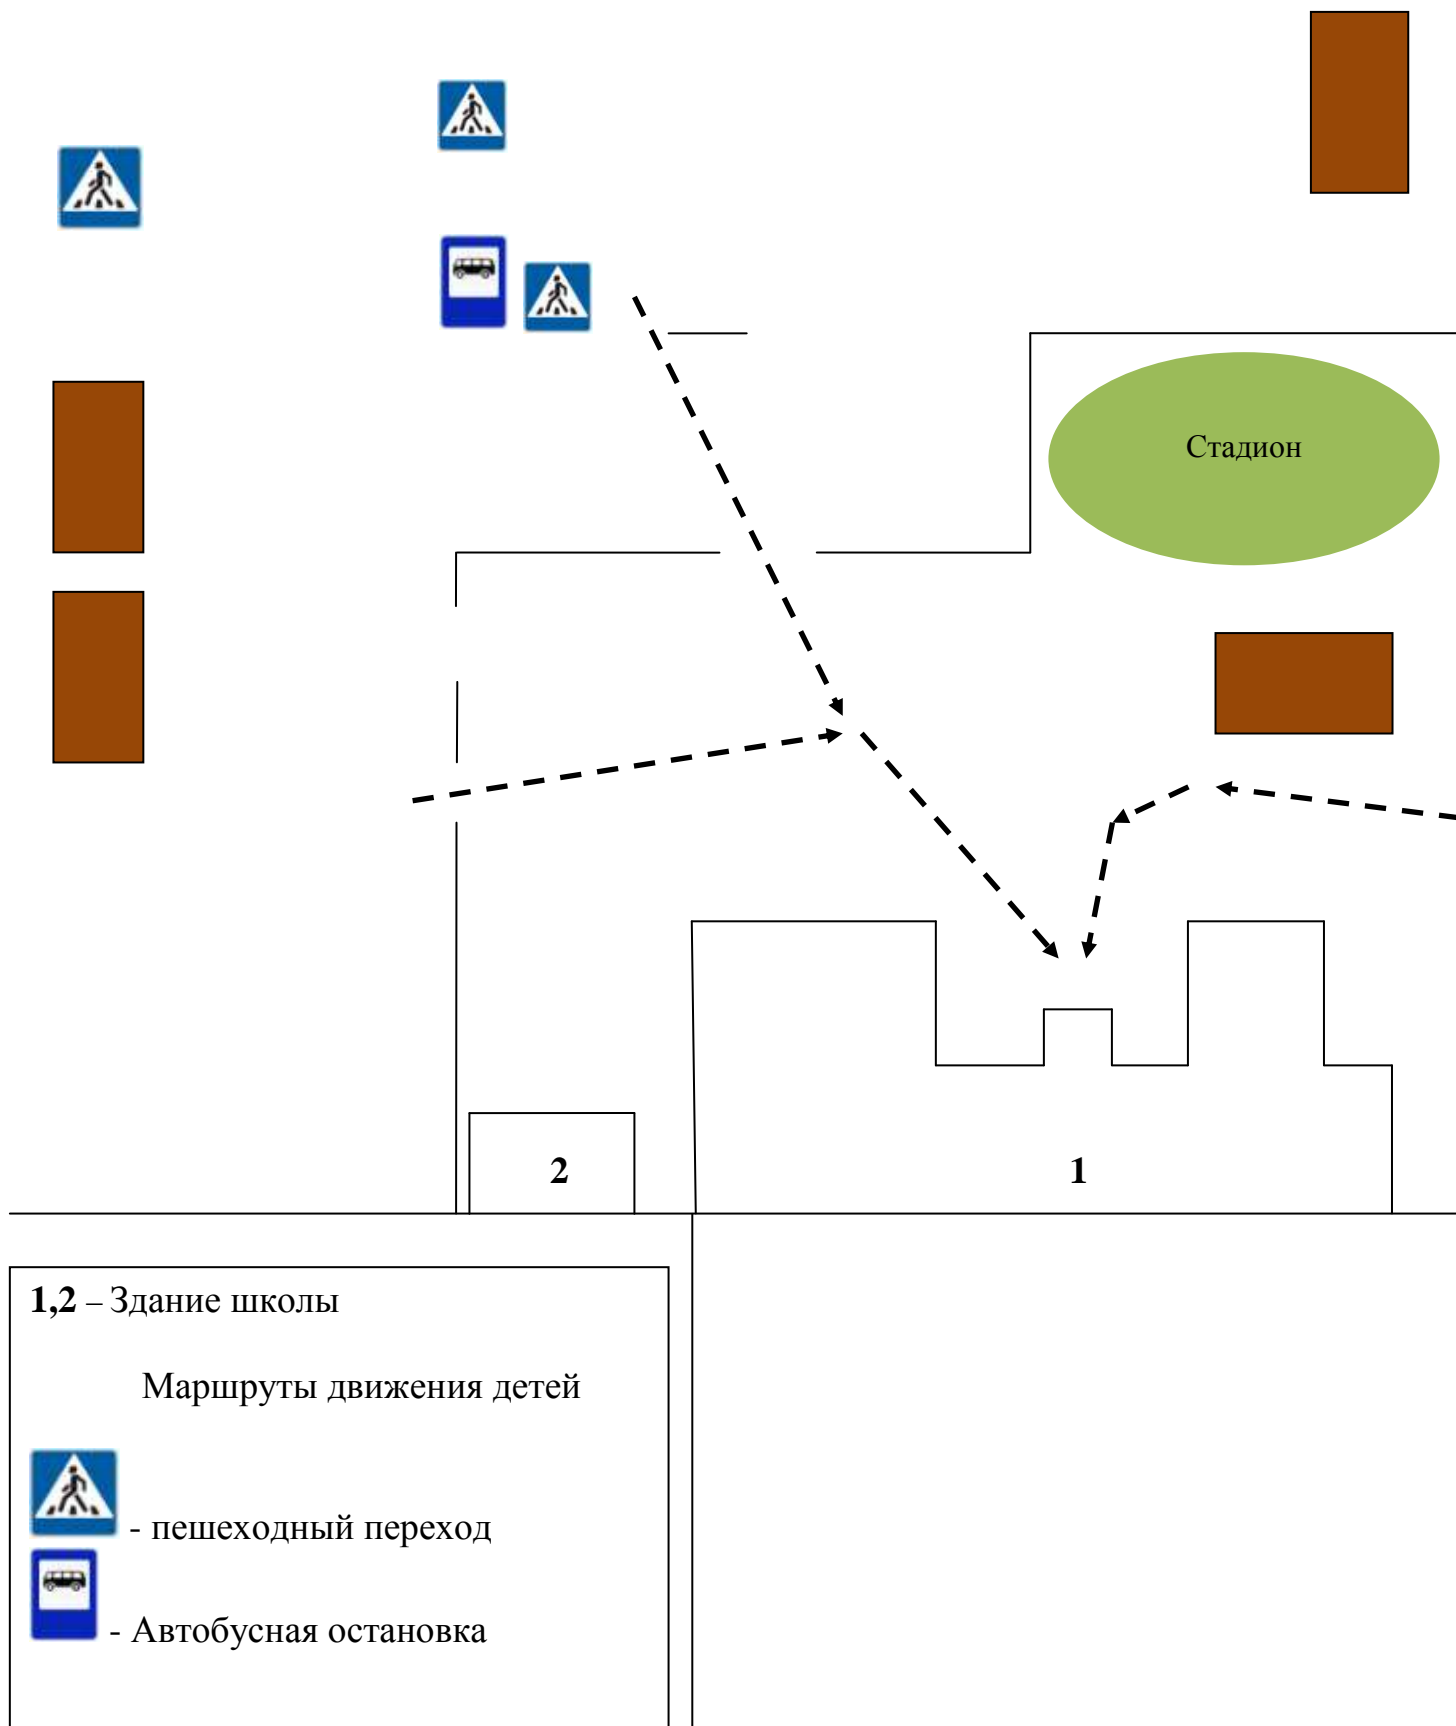 Стадион
2
1
1,2 – Здание школы
Маршруты движения детей
- пешеходный переход
- Автобусная остановка